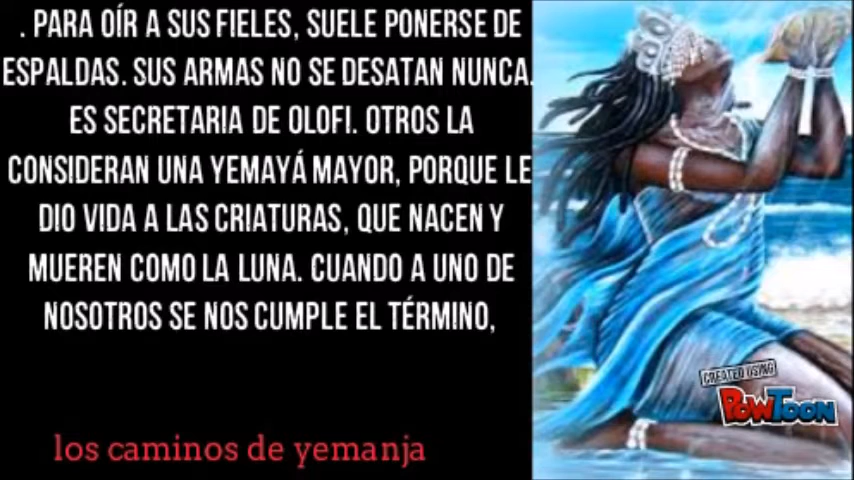 . PARA OÍR A SUS FIELES, SUELE PONERSE DE
ESPALDAS. SUS ARMAS NO SE DESATAN NUNCA.
ES SECRETARIA DE OLOFI. OTROS LA
CONSIDERAN UNA YEMAYÁ MAYOR, PORQUE LE
DIO VIDA A LAS CRIATURAS, QUE NACEN Y
MUEREN COMO LA LUNA. CUANDO A UNO DE
NOSOTROS SE NOS CUMPLE EL TÉRMINO,
los caminos de yemanja
CREATED USING
POWTOON